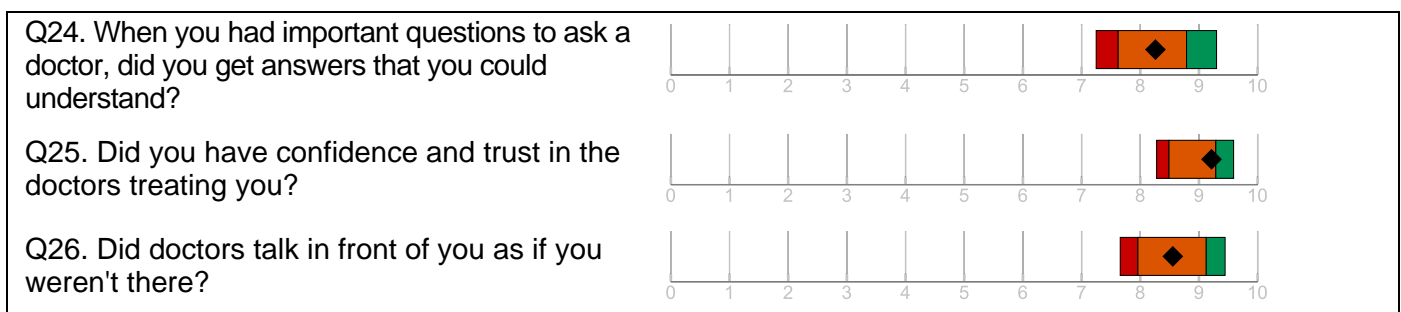 Q24. When you had important questions to ask a
doctor, did you get answers that you could
understand?
0 1 2 3 4 5 6 7 8 9 10
Q25. Did you have confidence and trust in the
doctors treating you?
0 1 2 3 4 5 6 7 8 9 10
Q26. Did doctors talk in front of you as if you
weren't there?
0 1 2 3 4 5 6 7 8 9 10